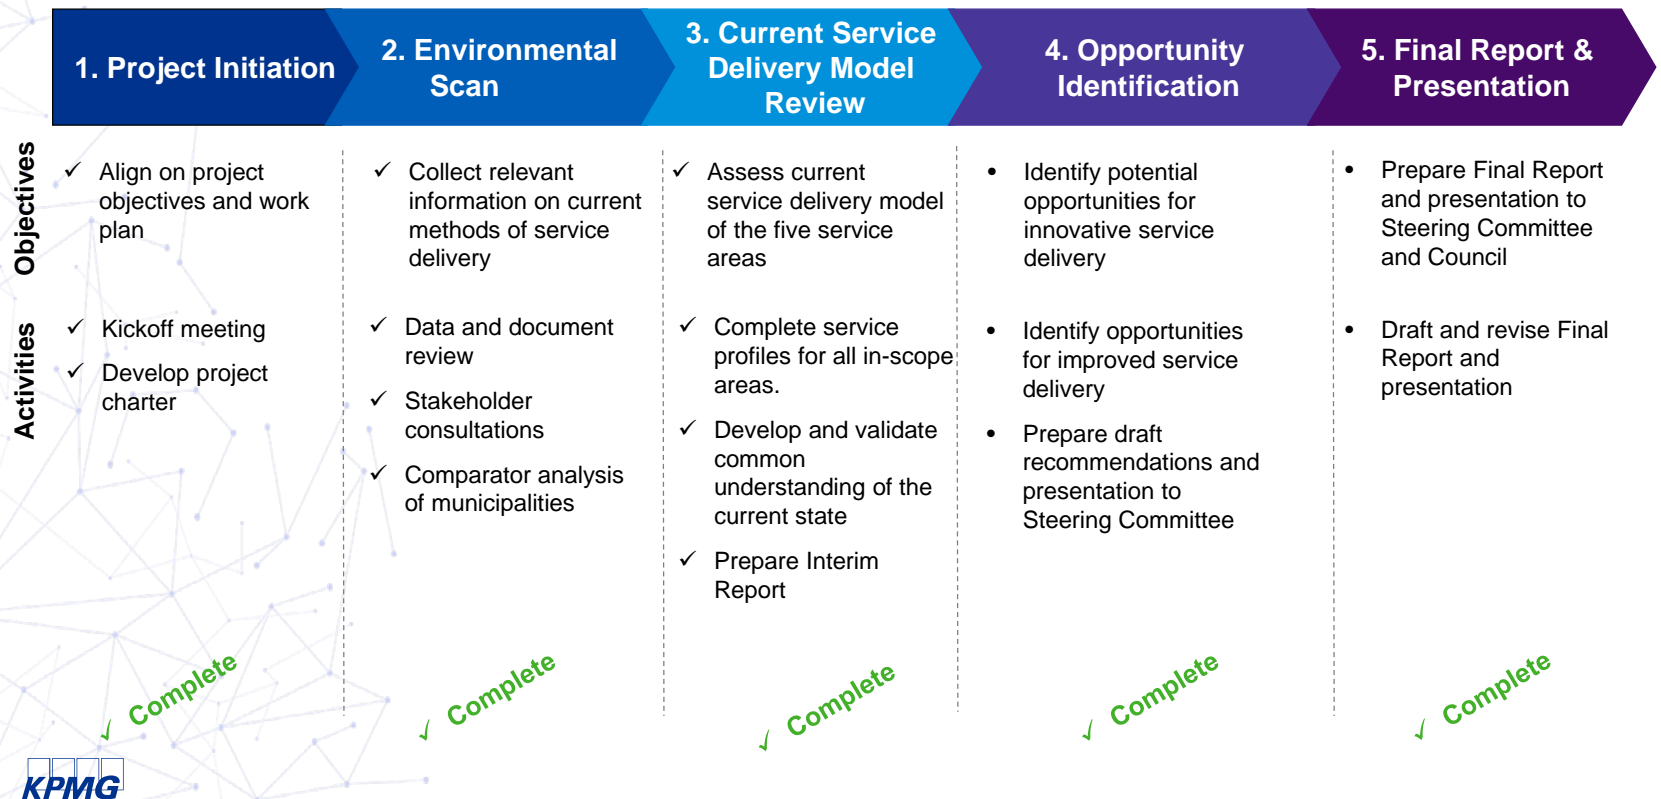 1. Project Initiation
2. Environmental
Scan
3. Current Service
Delivery Model
Review
4. Opportunity
Identification
5. Final Report &
Presentation
Objectives
✓ Align on project
objectives and work
plan
✓ Collect relevant
information on current
methods of service
delivery
✓ Assess current
service delivery model
of the five service
areas
• Identify potential
opportunities for
innovative service
delivery
• Prepare Final Report
and presentation to
Steering Committee
and Council
Activities
✓ Kickoff meeting
✓ Develop project
charter
✓ Data and document
review
✓ Stakeholder
consultations
✓ Comparator analysis
of municipalities
✓ Complete service
profiles for all in-scope
areas.
✓ Develop and validate
common
understanding of the
current state
✓ Prepare Interim
Report
• Identify opportunities
for improved service
delivery
• Prepare draft
recommendations and
presentation to
Steering Committee
• Draft and revise Final
Report and
presentation
✓ Complete
✓ Complete
✓ Complete
✓ Complete
✓ Complete
KPMG